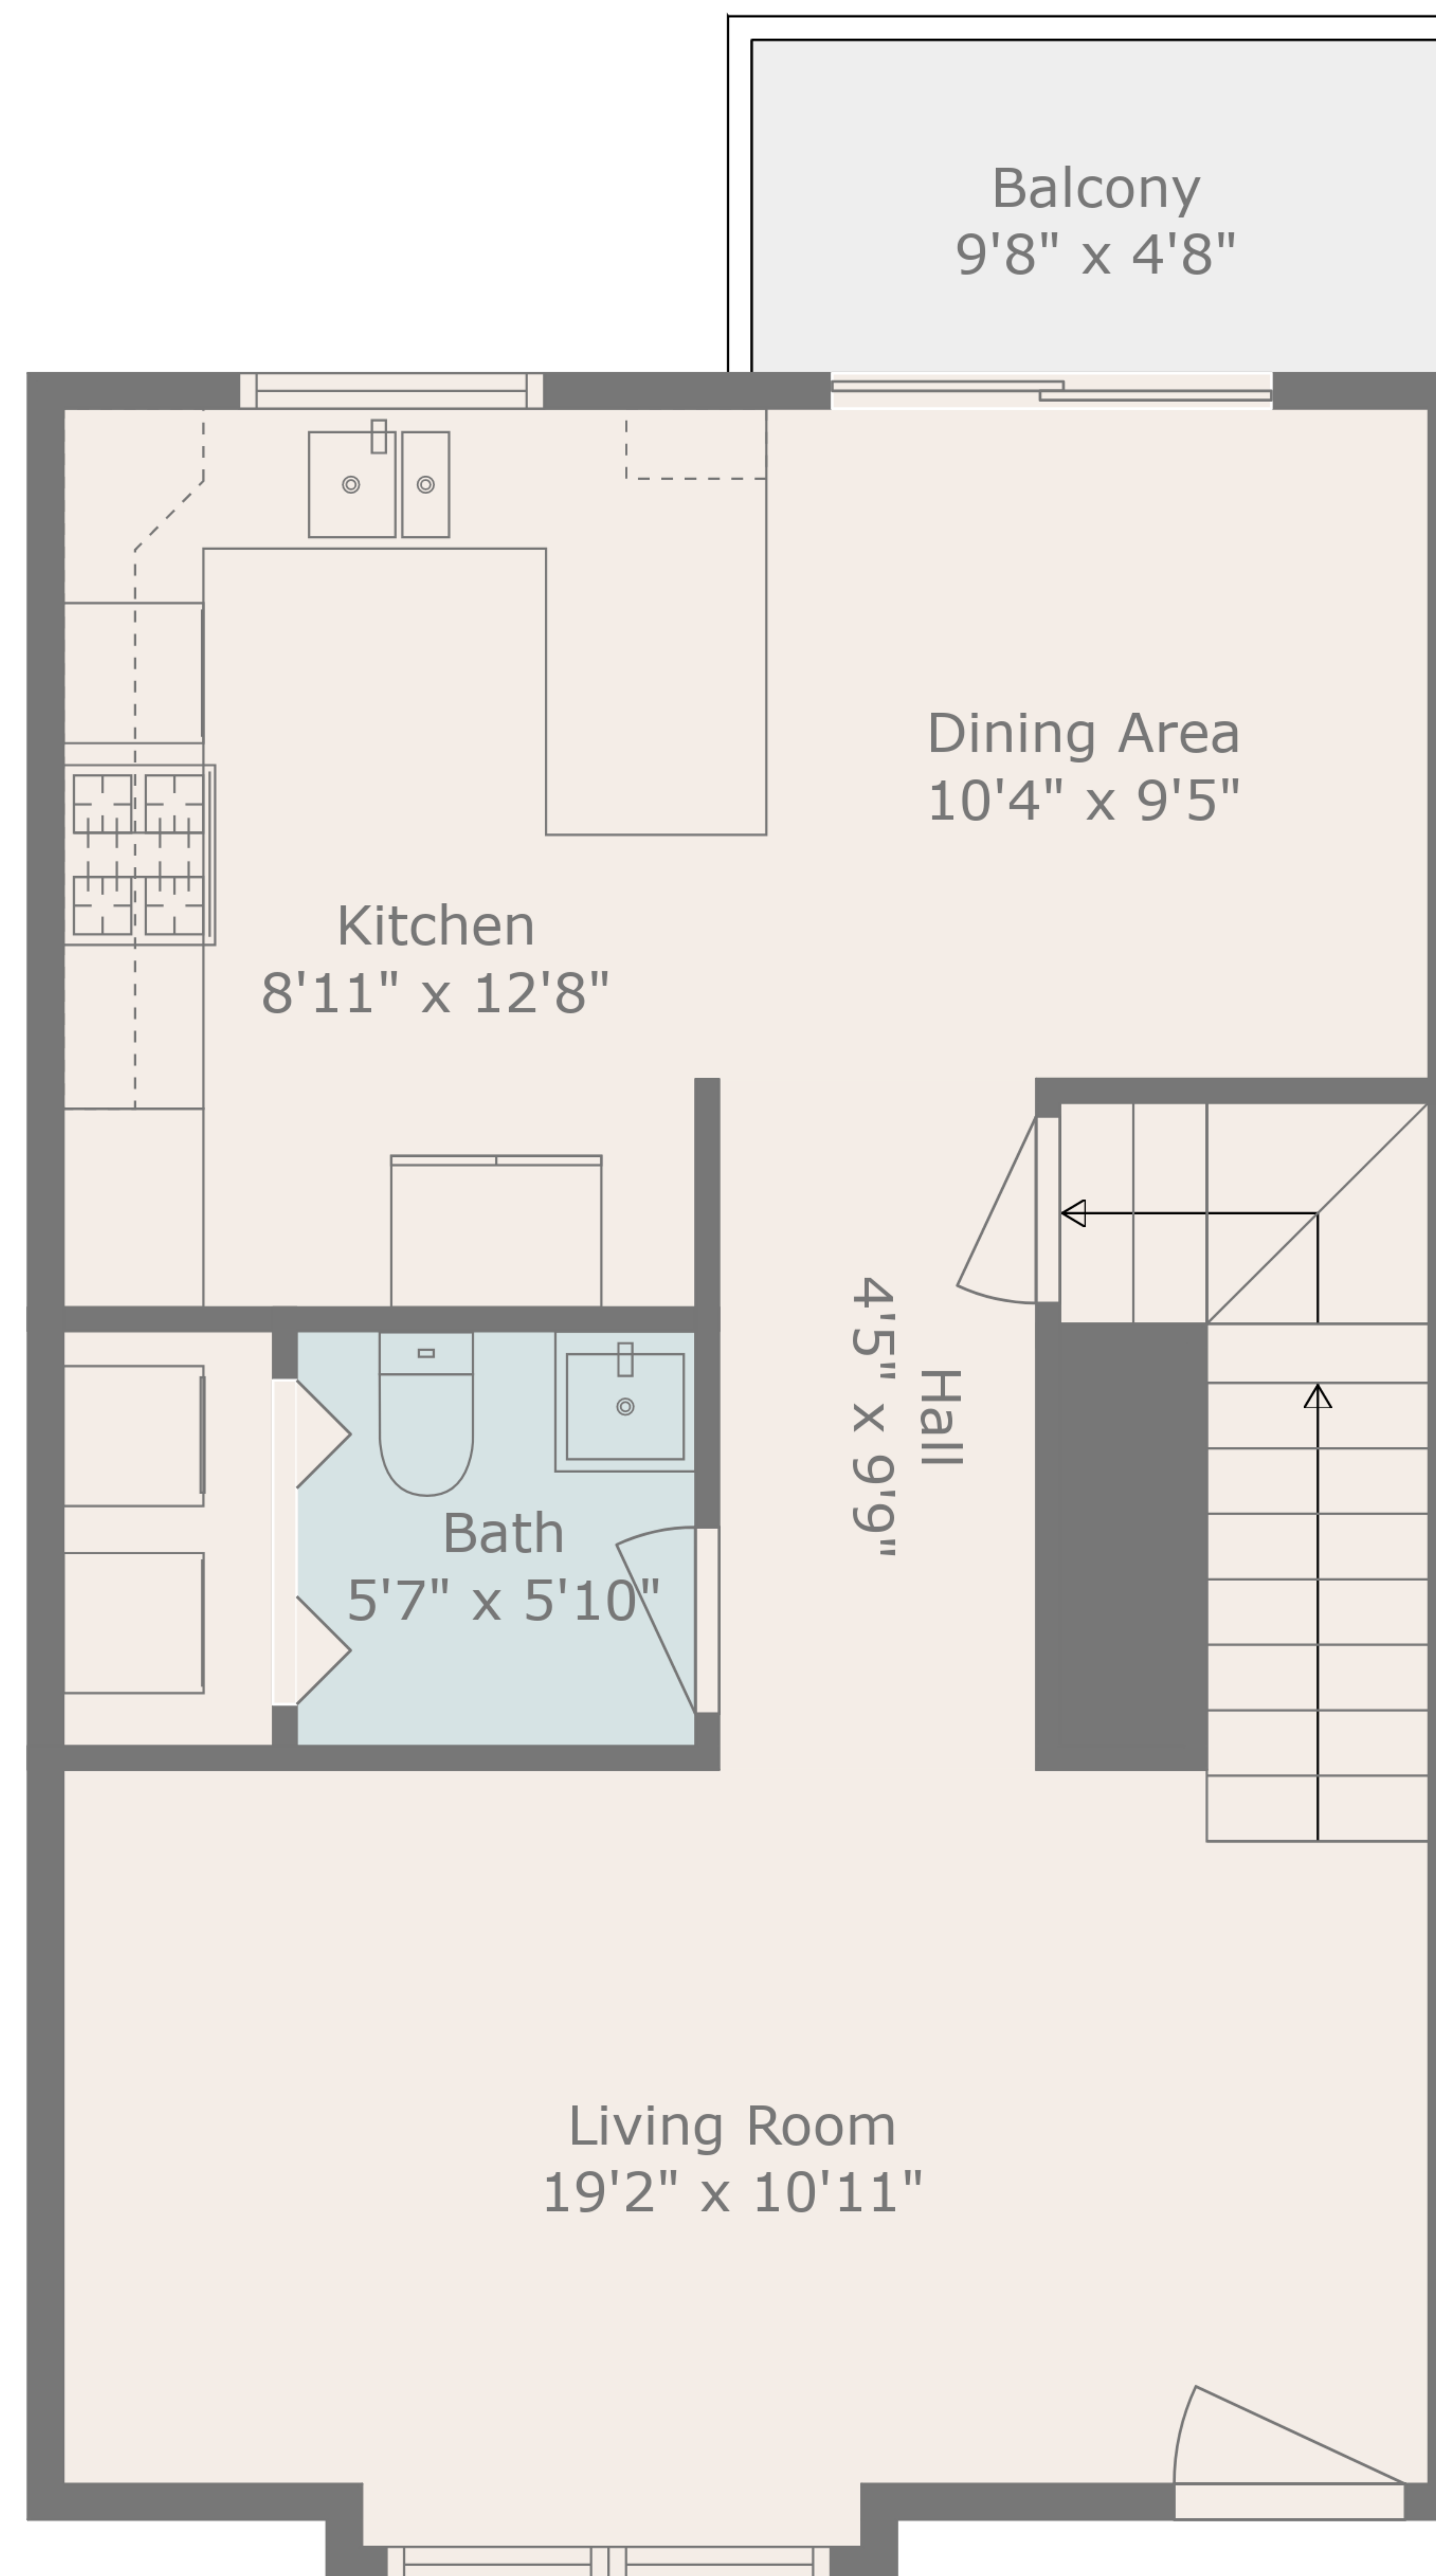 Balcony
9'8" x 4'8"
Dining Area
10'4" x 9'5"
Kitchen
8'11" x 12'8"
Hall
4'5" x 9'9"
Bath
5'7" x 5'10"
Living Room
19'2" x 10'11"